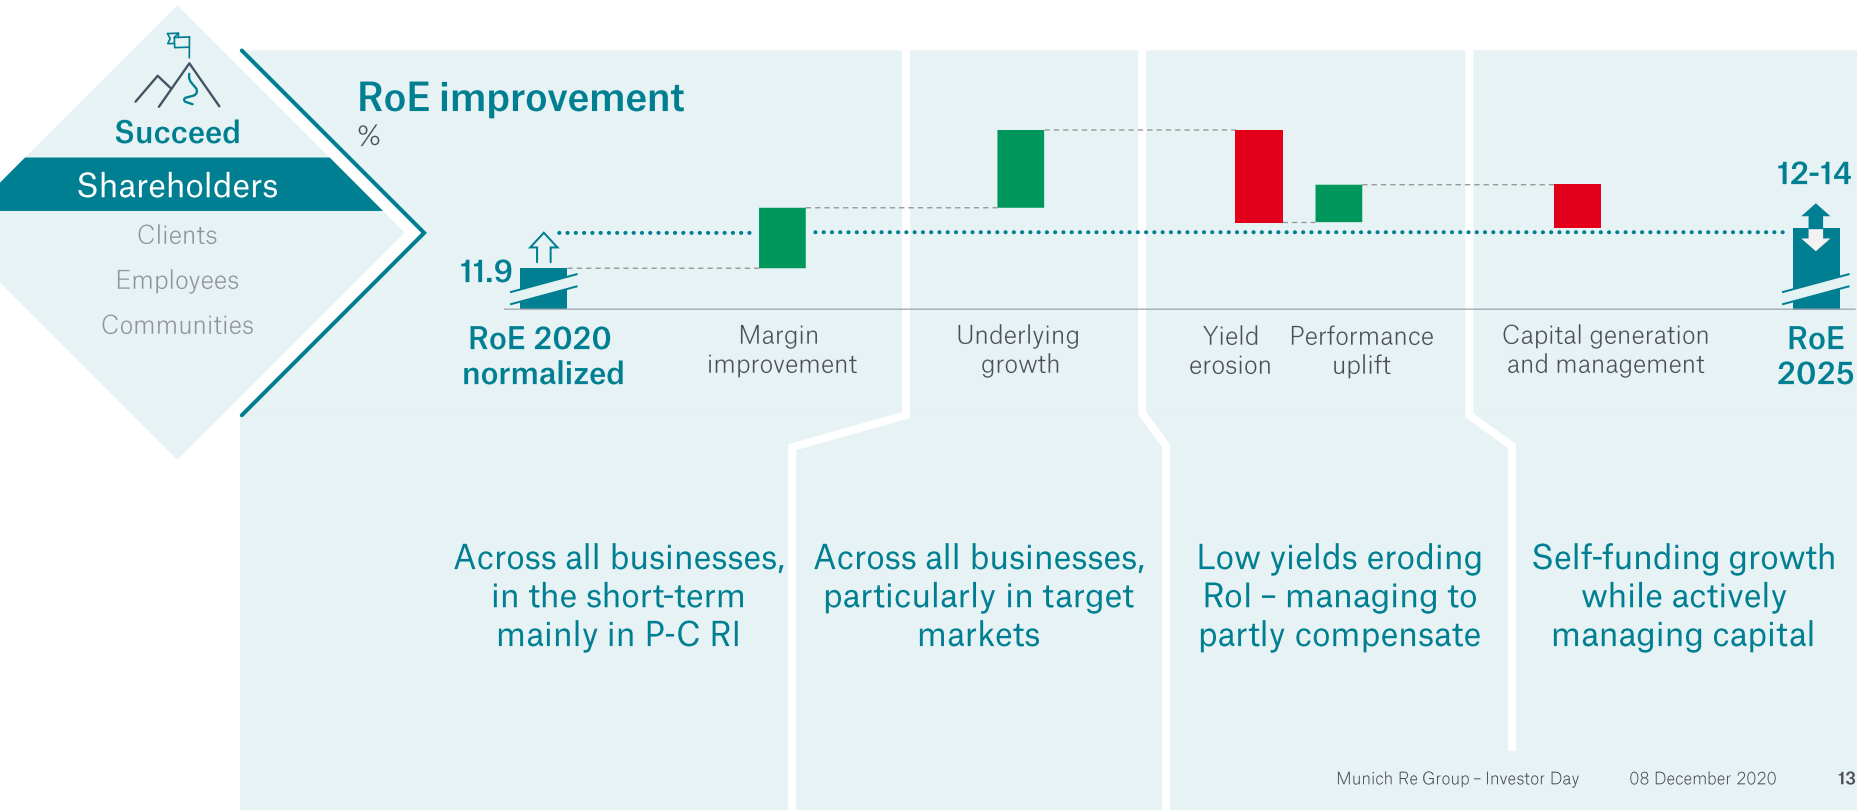 Succeed
Shareholders
Clients
Employees
Communities
RoE improvement
%
11.9
12-14
RoE 2020
normalized
Margin
improvement
Underlying
growth
Yield
erosion
Performance
uplift
Capital generation
and management
RoE
2025
Across all businesses,
in the short-term
mainly in P-C RI
Across all businesses,
particularly in target
markets
Low yields eroding
RoI – managing to
partly compensate
Self-funding growth
while actively
managing capital
Munich Re Group – Investor Day 08 December 2020 13